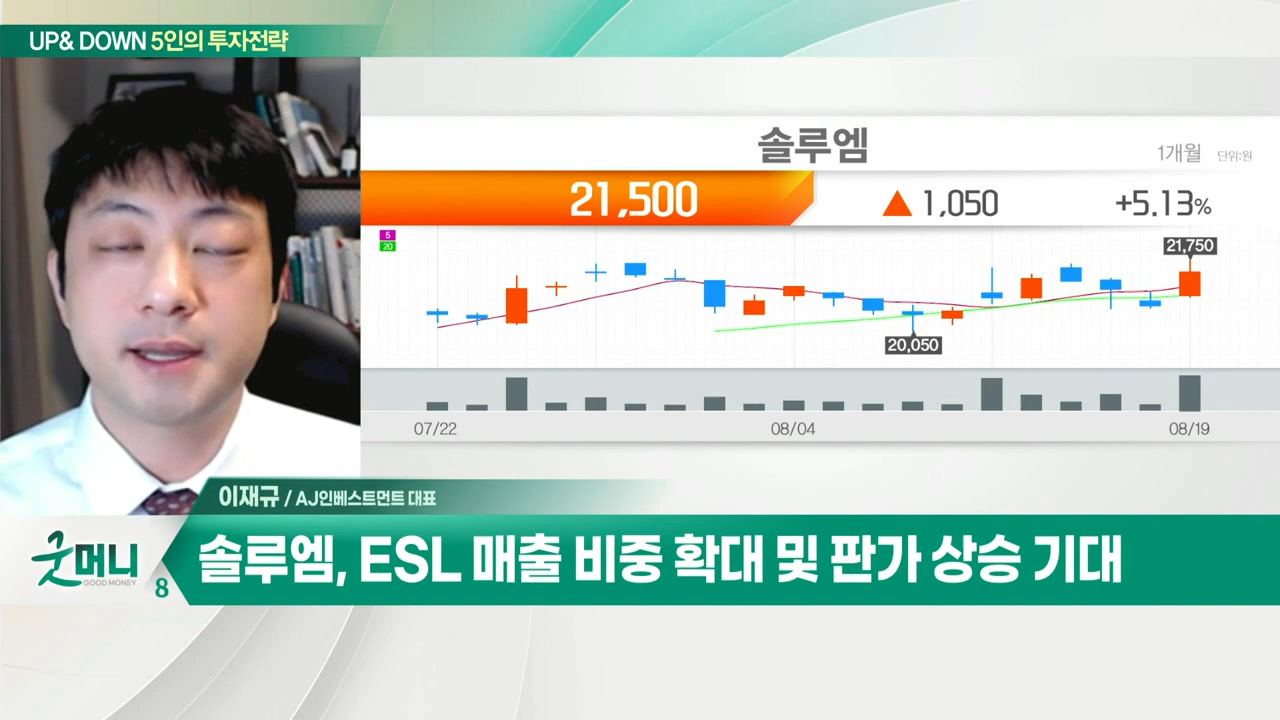 UP& DOWN 5인의 투자전략
솔루엠
1개월 단위:원
21,500 ▲ 1,050 +5.13%
5
20
21,750
20,050
07/22 08/04 08/19
이재규 / AJ인베스트먼트 대표
굿머니
GOOD MONEY
8
솔루엠, ESL 매출 비중 확대 및 판가 상승 기대